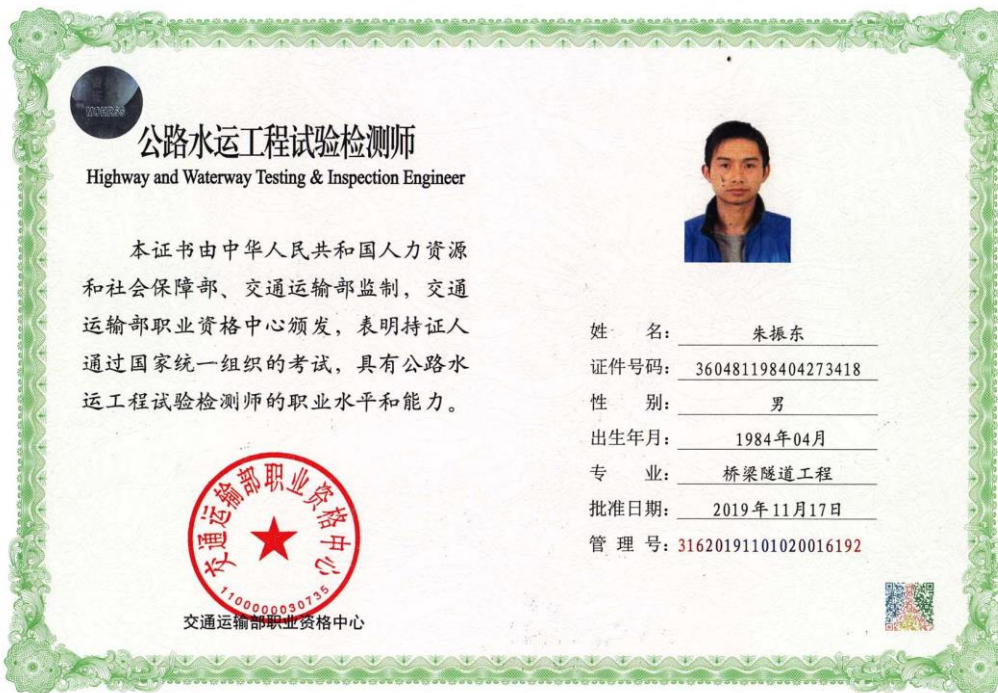 MOHRSS
公路水运工程试验检测师
Highway and Waterway Testing & Inspection Engineer
本证书由中华人民共和国人力资源
和社会保障部、交通运输部监制，交通
运输部职业资格中心颁发，表明持证人
通过国家统一组织的考试，具有公路水
运工程试验检测师的职业水平和能力。
交通运输部职业资格中心
1100000030735
交通运输部职业资格中心
姓 名： 朱振东
证件号码： 360481198404273418
性 别： 男
出生年月： 1984年04月
专 业： 桥梁隧道工程
批准日期： 2019年11月17日
管 理 号： 31620191101020016192